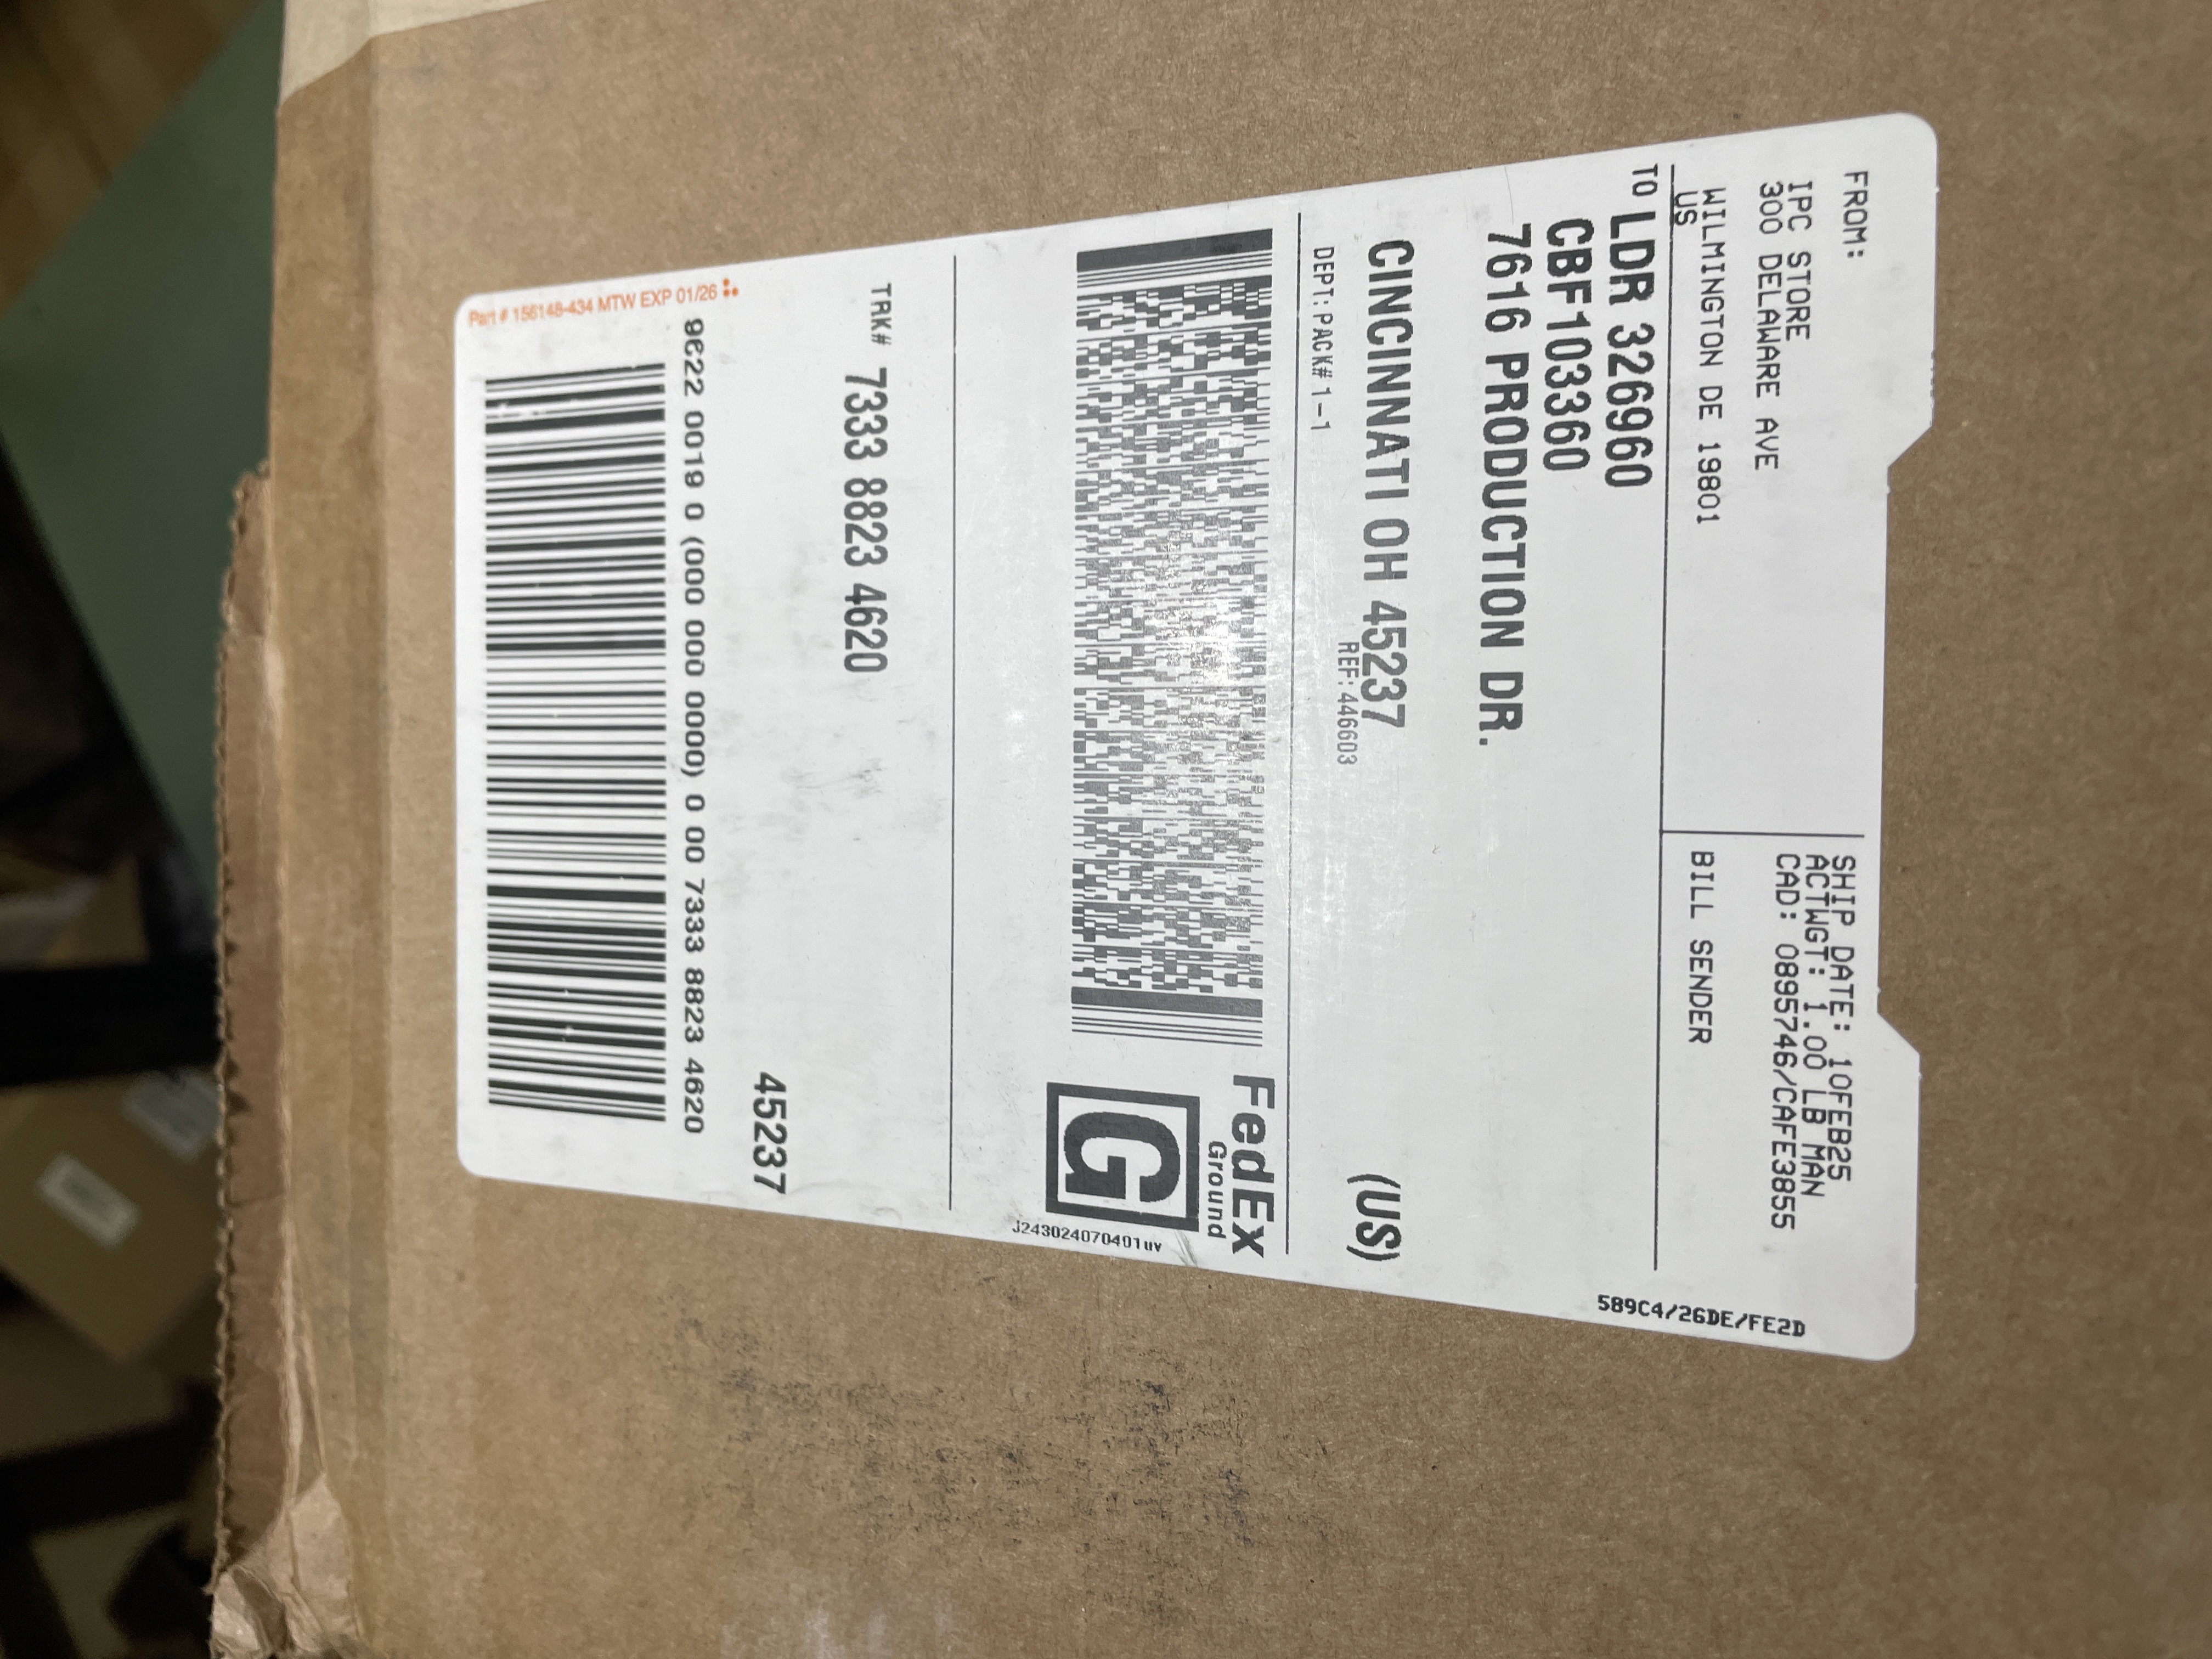 FROM:
IPC STORE
300 DELAWARE AVE
WILMINGTON DE 19801
US
SHIP DATE: 10FEB25
ACTWGT: 1.00 LB MAN
CAD: 0895746/CAFE3855
BILL SENDER
TO LDR 326960
CBF103360
7616 PRODUCTION DR.
CINCINNATI OH 45237 (US)
REF: 446603
DEPT: PACK# 1-1
FedEx
Ground
G
J243024070401uv
589C4/26DE/FE2D
TRK# 7333 8823 4620
45237
9622 0019 0 (000 000 0000) 0 00 7333 8823 4620
Part # 156148-434 MTW EXP 01/26